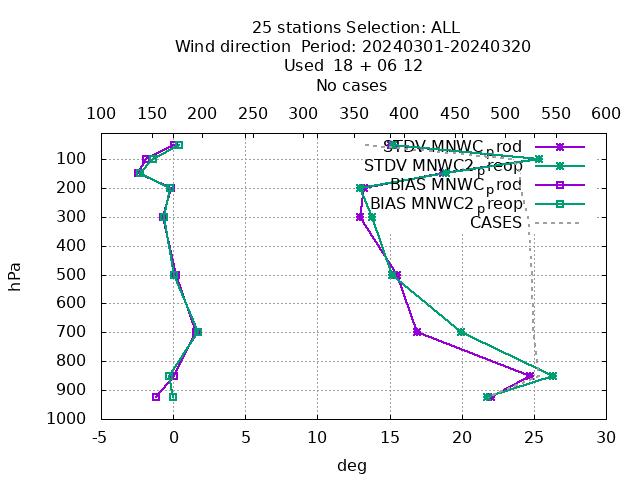 25 stations Selection: ALL
Wind direction  Period: 20240301-20240320
Used  18 + 06 12
No cases
100 150 200 250 300 350 400 450 500 550 600
STDV MNWC_prod
STDV MNWC2_preop
BIAS MNWC_prod
BIAS MNWC2_preop
CASES
hPa
100
200
300
400
500
600
700
800
900
1000
-5 0 5 10 15 20 25 30
deg